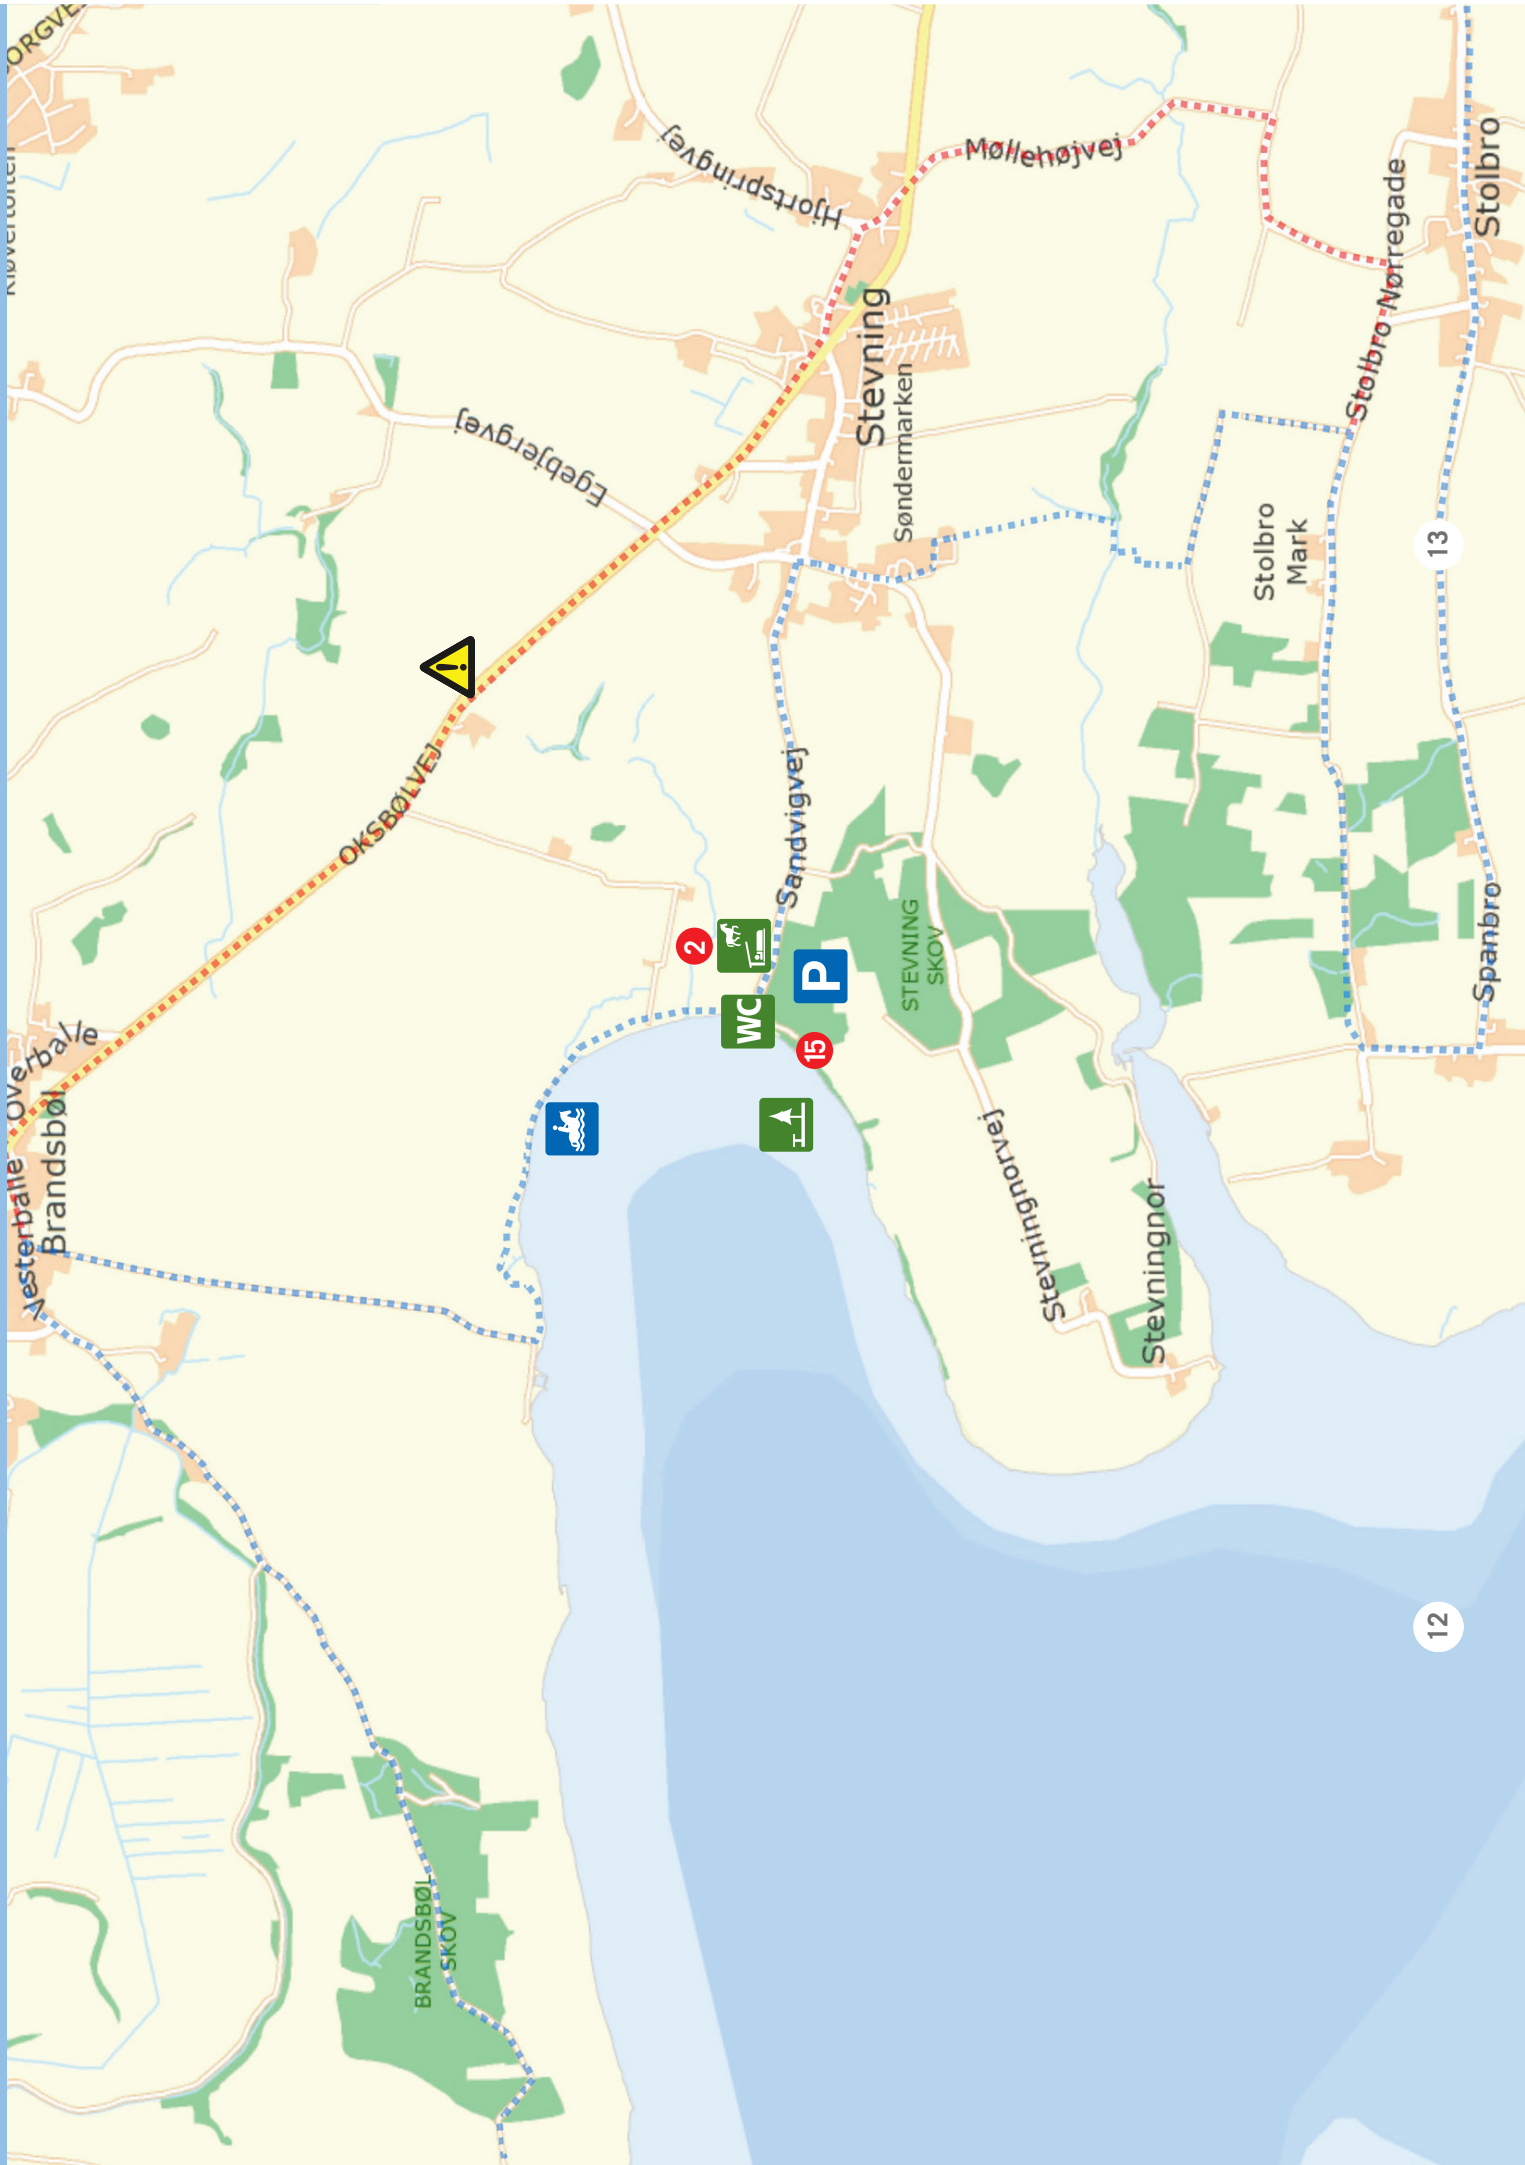 Overballe
Vesterballe
Brandsbøl
OKSBØLVEJ
Egebjergvej
Hjortspringvej
Møllehøjvej
Stevning
Søndermarken
Sandvigvej
2
WC
P
15
STEVNING
SKOV
Stevningnorvej
Stevningnor
Stolbro Nørregade
Stolbro
Stolbro
Mark
Spanbro
BRANDSBØL
SKOV
12
13